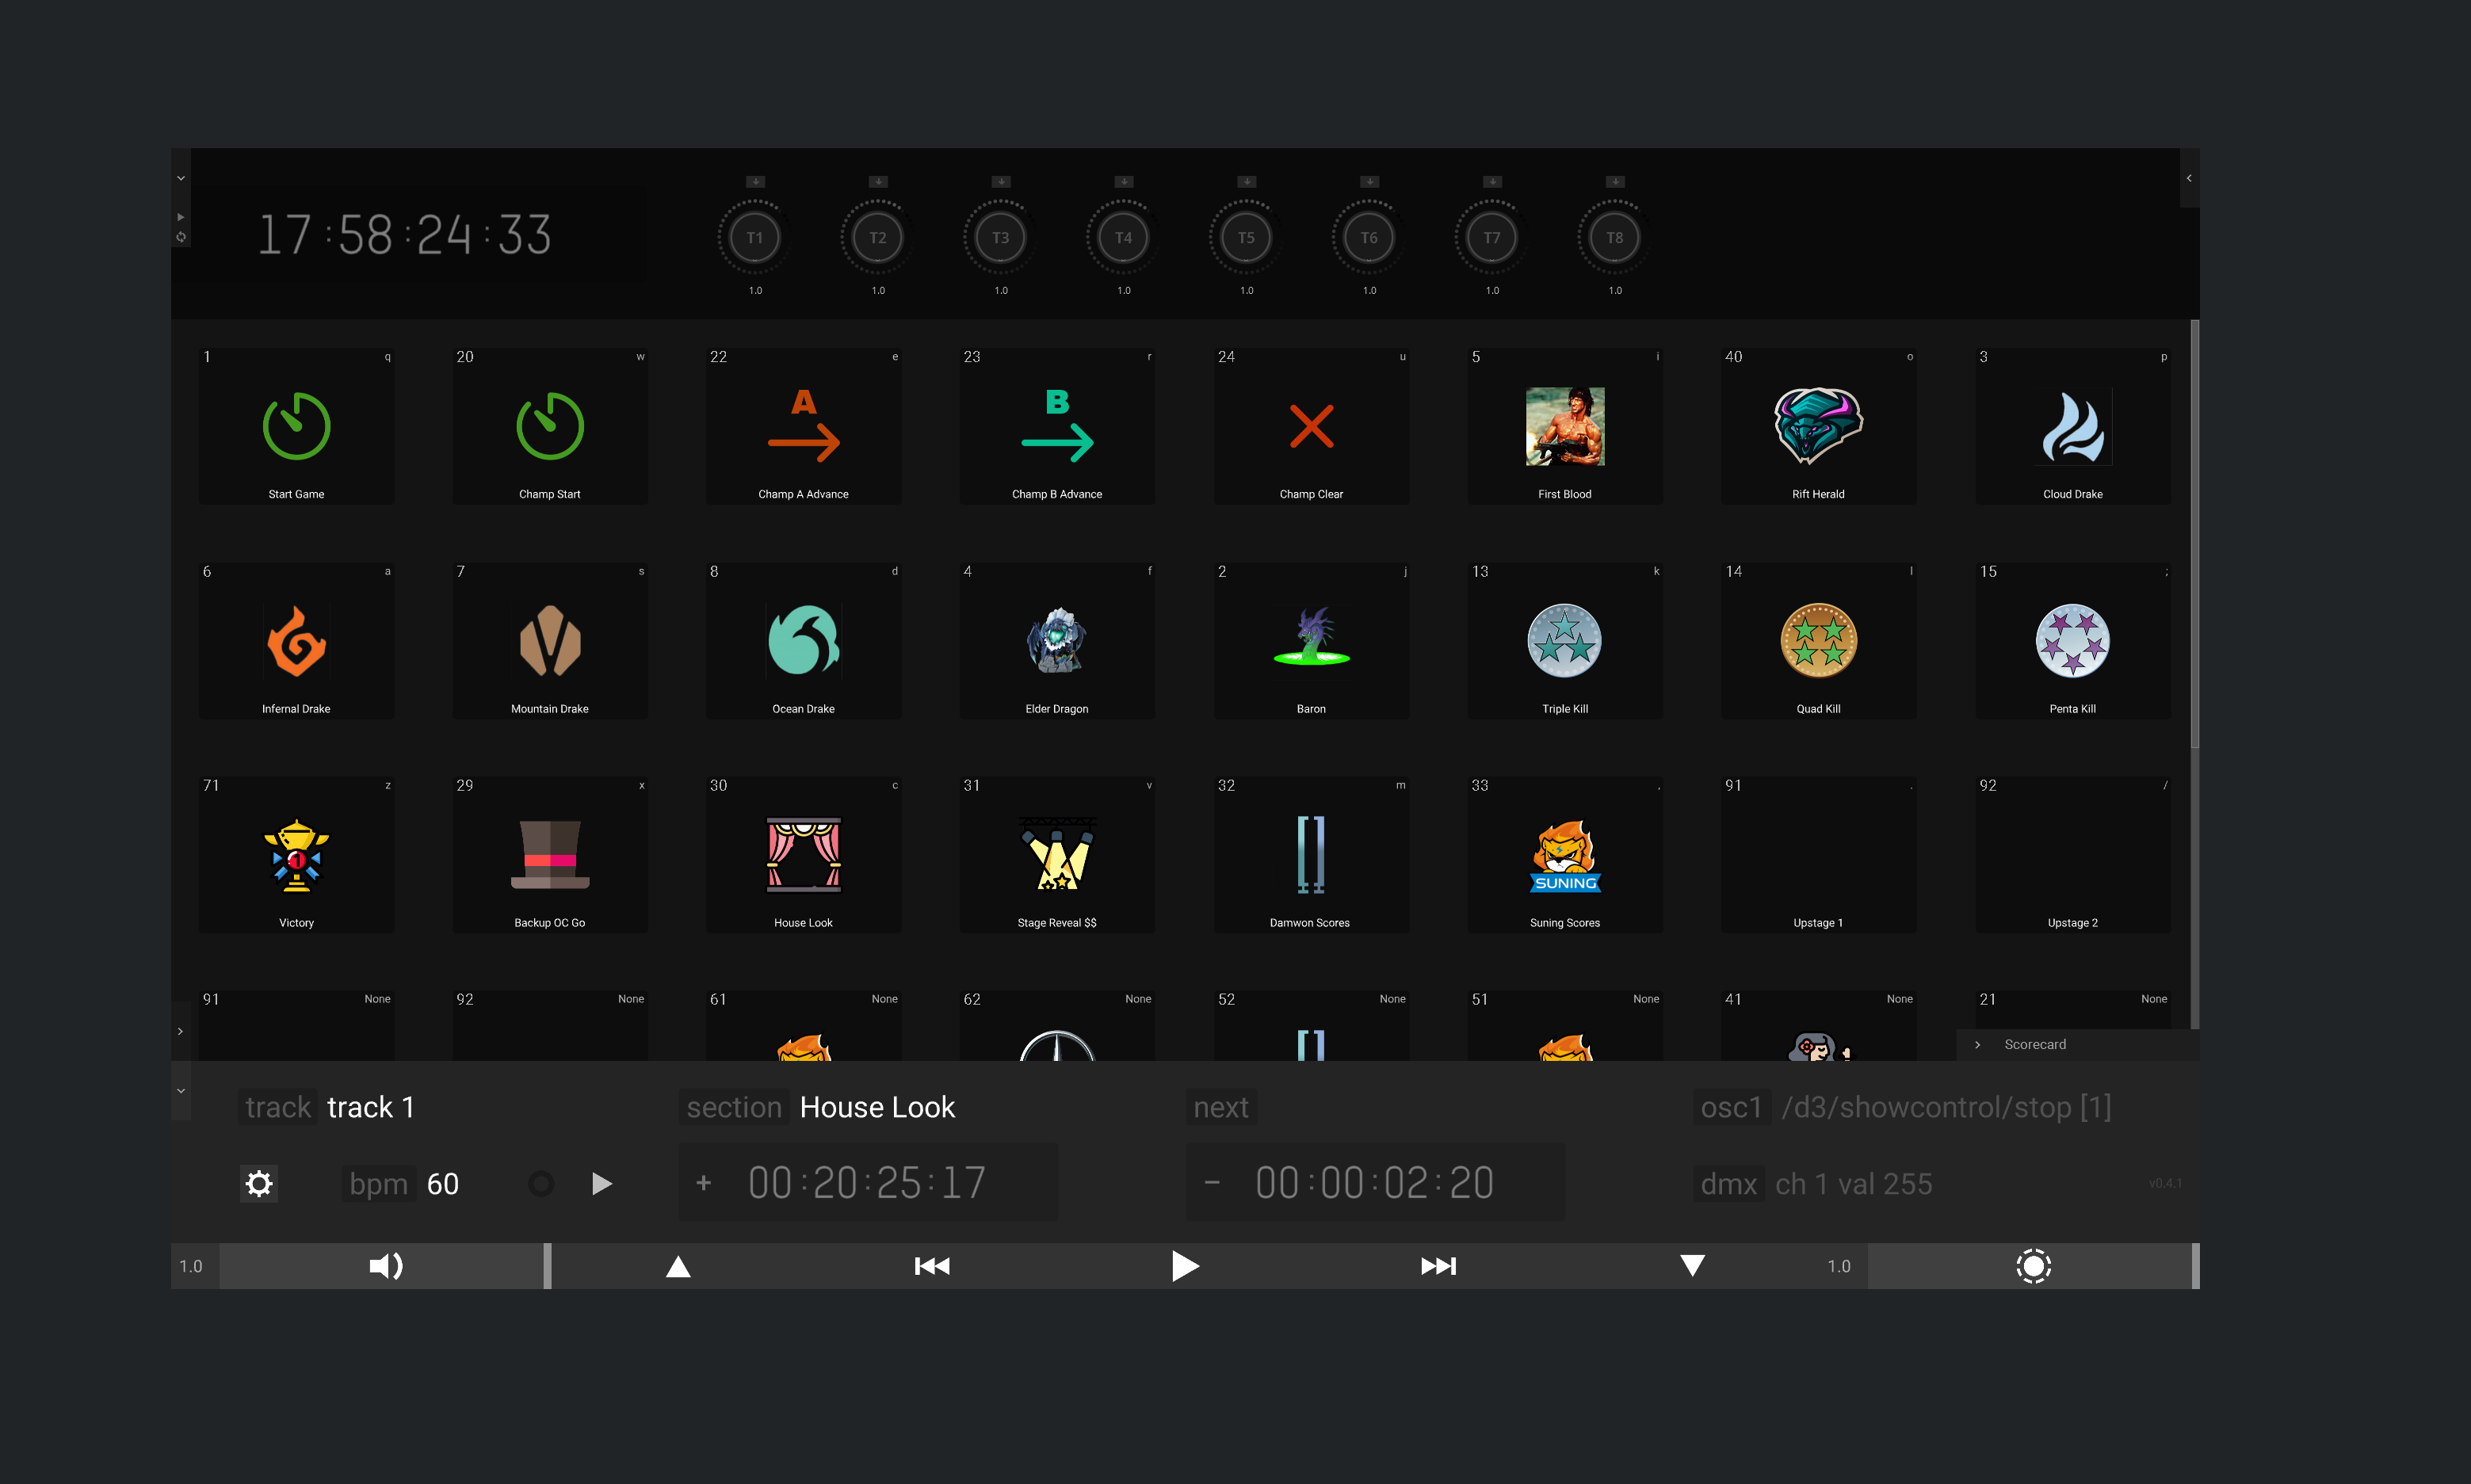 17:58:24:33
T1 T2 T3 T4 T5 T6 T7 T8
1.0 1.0 1.0 1.0 1.0 1.0 1.0 1.0
1 q 20 w 22 e 23 r 24 u 5 i 40 o 3 p
A B
Start Game Champ Start Champ A Advance Champ B Advance Champ Clear First Blood Rift Herald Cloud Drake
6 a 7 s 8 d 4 f 2 j 13 k 14 l 15 ;
Infernal Drake Mountain Drake Ocean Drake Elder Dragon Baron Triple Kill Quad Kill Penta Kill
71 z 29 x 30 c 31 v 32 m 33 , 91 . 92 /
1
SUNING
Victory Backup OC Go House Look Stage Reveal $$ Damwon Scores Suning Scores Upstage 1 Upstage 2
91 None 92 None 61 None 62 None 52 None 51 None 41 None 21 None
Scorecard
track track 1 section House Look next osc1 /d3/showcontrol/stop [1]
bpm 60 + 00:20:25:17 - 00:00:02:20 dmx ch 1 val 255 v0.4.1
1.0 1.0